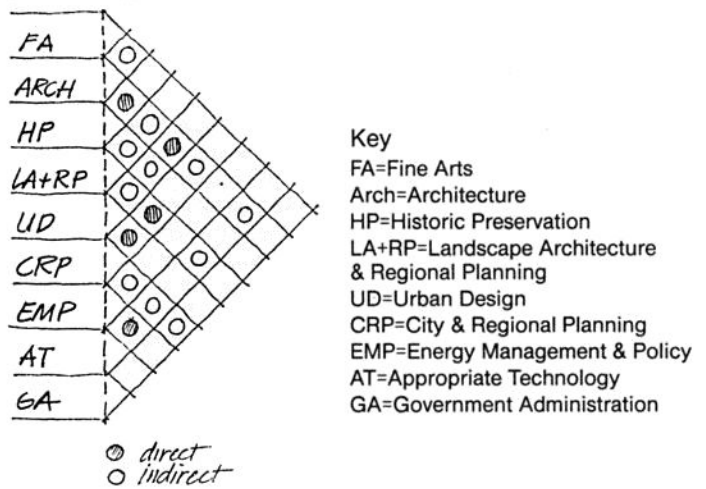 FA
ARCH
HP
LA+RP
UD
CRP
EMP
AT
GA
direct
indirect
Key
FA=Fine Arts
Arch=Architecture
HP=Historic Preservation
LA+RP=Landscape Architecture
& Regional Planning
UD=Urban Design
CRP=City & Regional Planning
EMP=Energy Management & Policy
AT=Appropriate Technology
GA=Government Administration